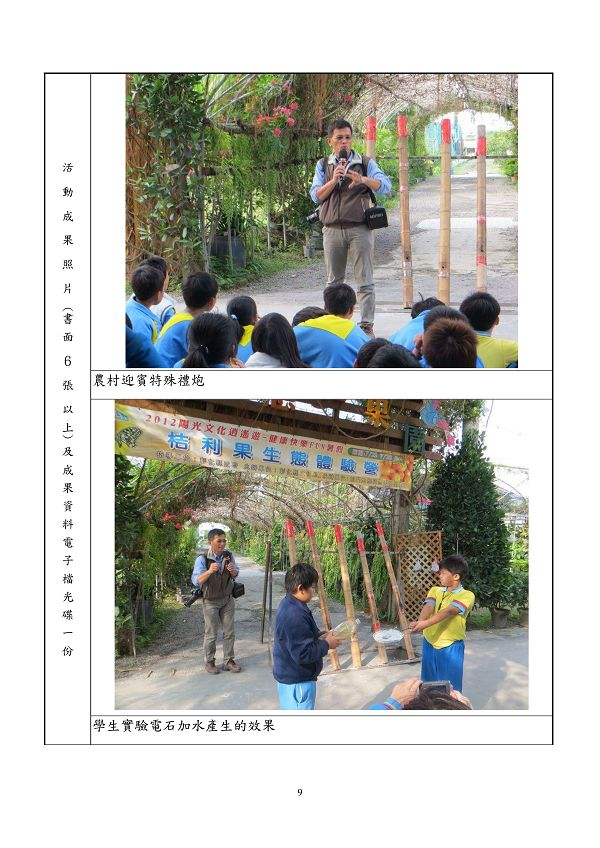 活動成果照片（書面6張以上）及成果資料電子檔光碟一份
農村迎賓特殊禮炮
果園
2012陽光文化逍遙遊-健康快樂FUN暑假
桔利果生態體驗營
學生實驗電石加水產生的效果
9